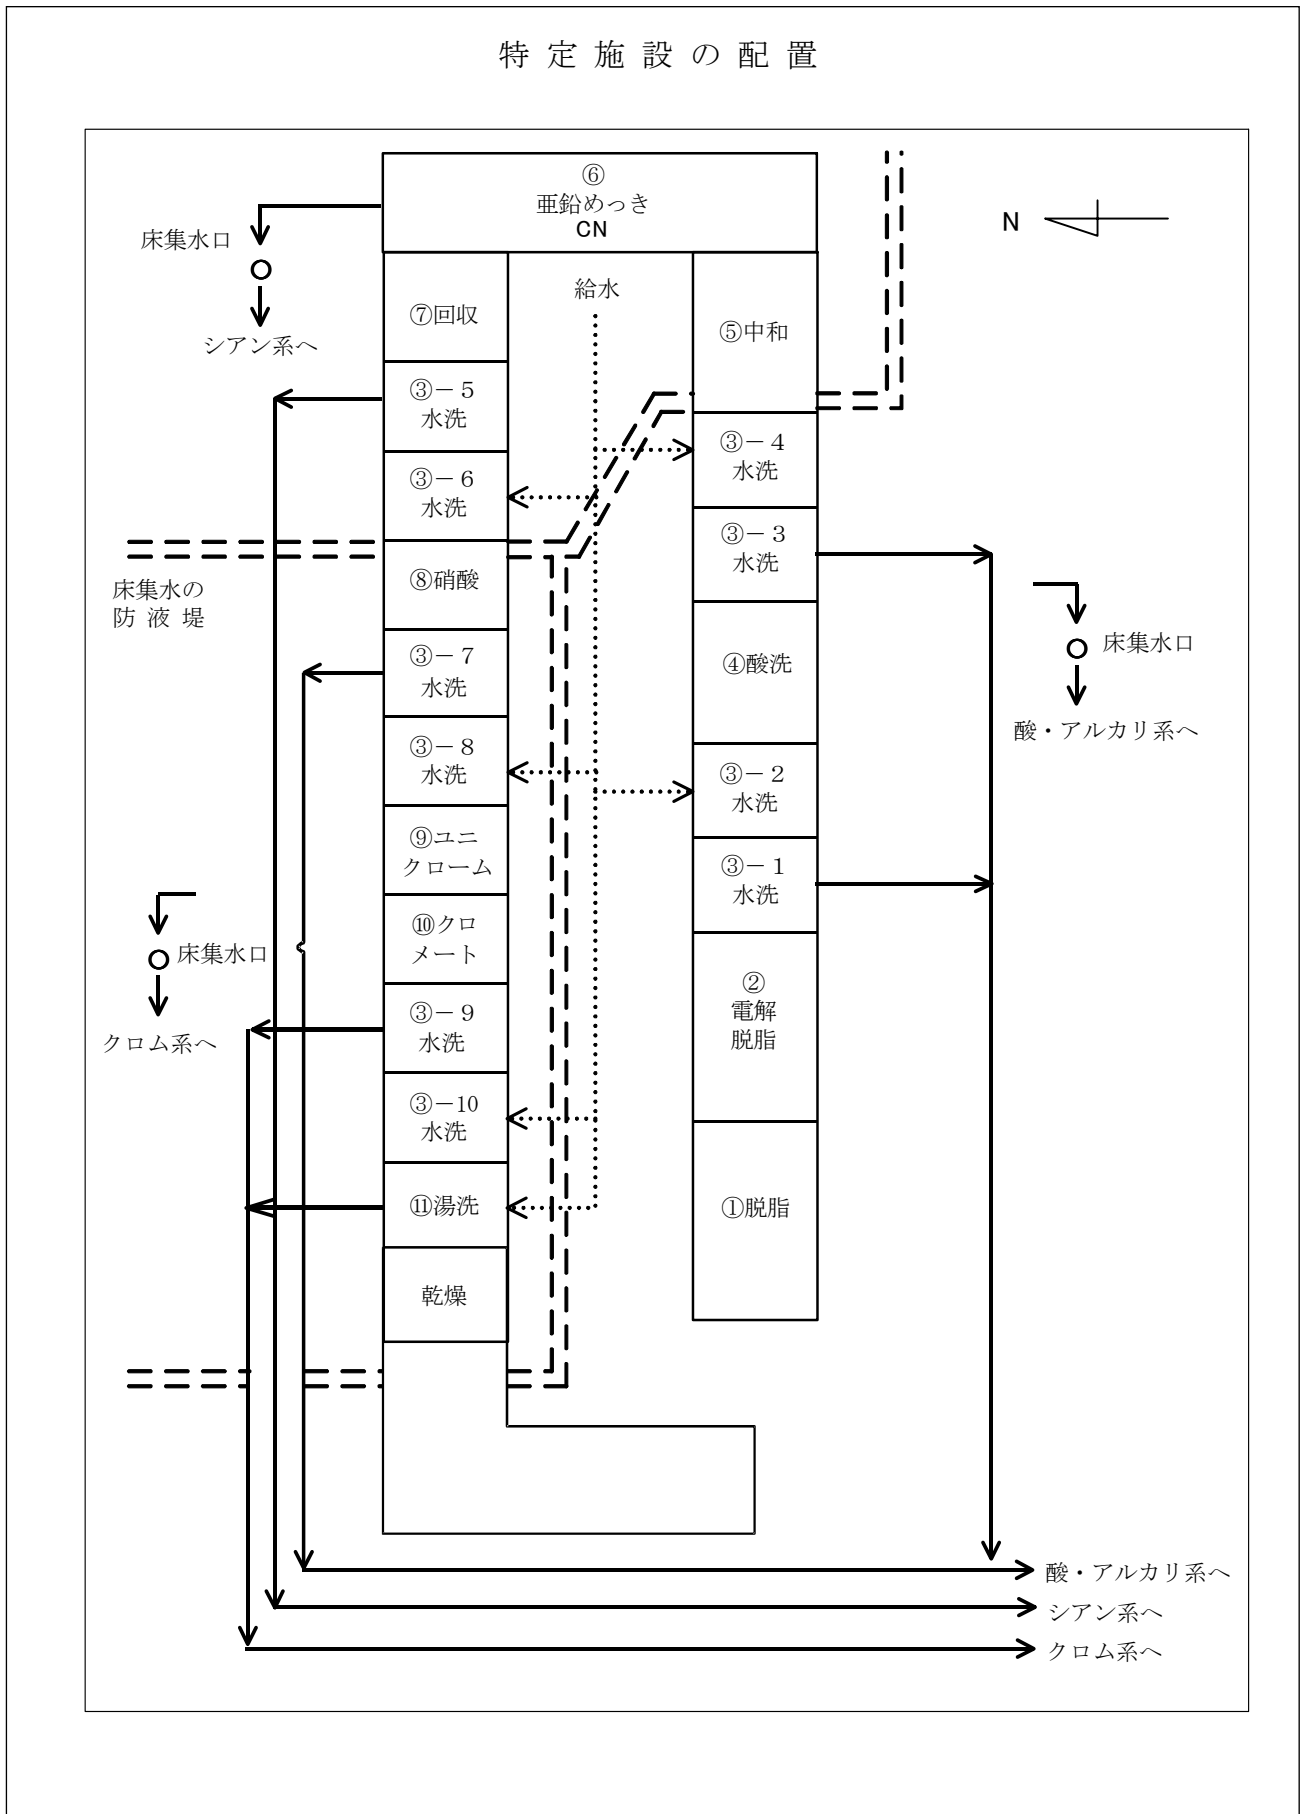 特定施設の配置
⑥
亜鉛めっき
CN
N
床集水口
シアン系へ
給水
⑦回収
⑤中和
③－５
水洗
③－４
水洗
③－６
水洗
③－３
水洗
床集水の
防液堤
⑧硝酸
床集水口
酸・アルカリ系へ
④酸洗
③－７
水洗
③－８
水洗
③－２
水洗
⑨ユニ
クローム
③－１
水洗
⑩クロ
メート
床集水口
クロム系へ
②
電解
脱脂
③－９
水洗
③－10
水洗
⑪湯洗
①脱脂
乾燥
酸・アルカリ系へ
シアン系へ
クロム系へ